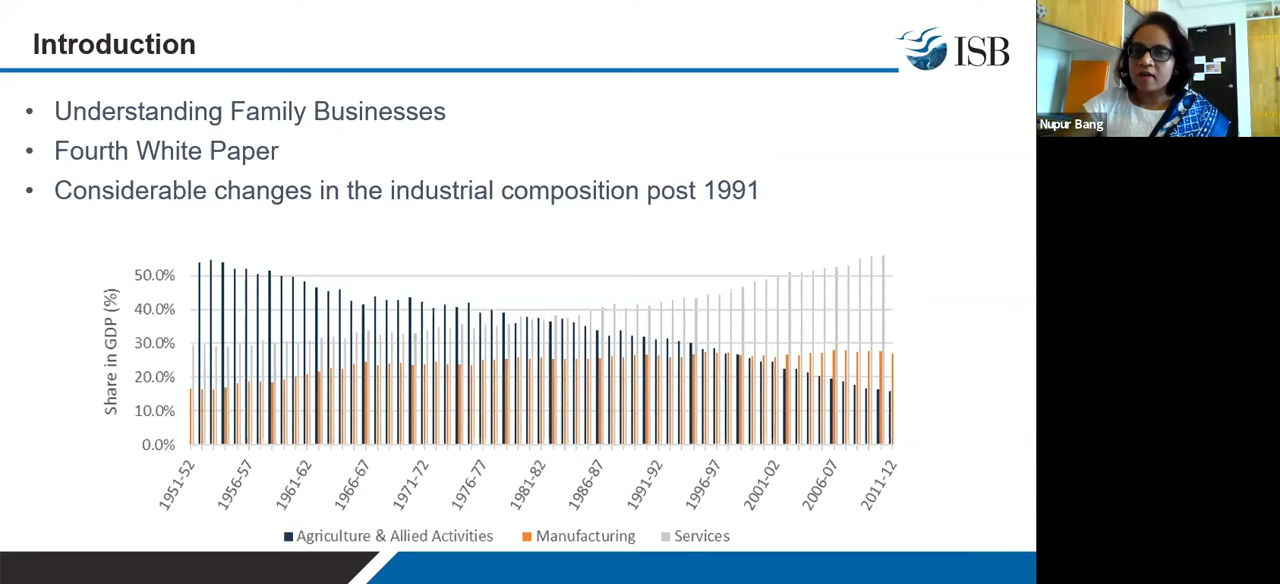 Introduction
ISB
Nupur Bang
• Understanding Family Businesses
• Fourth White Paper
• Considerable changes in the industrial composition post 1991
Share in GDP (%)
50.0%
40.0%
30.0%
20.0%
10.0%
0.0%
1951-52 1956-57 1961-62 1966-67 1971-72 1976-77 1981-82 1986-87 1991-92 1996-97 2001-02 2006-07 2011-12
Agriculture & Allied Activities Manufacturing Services